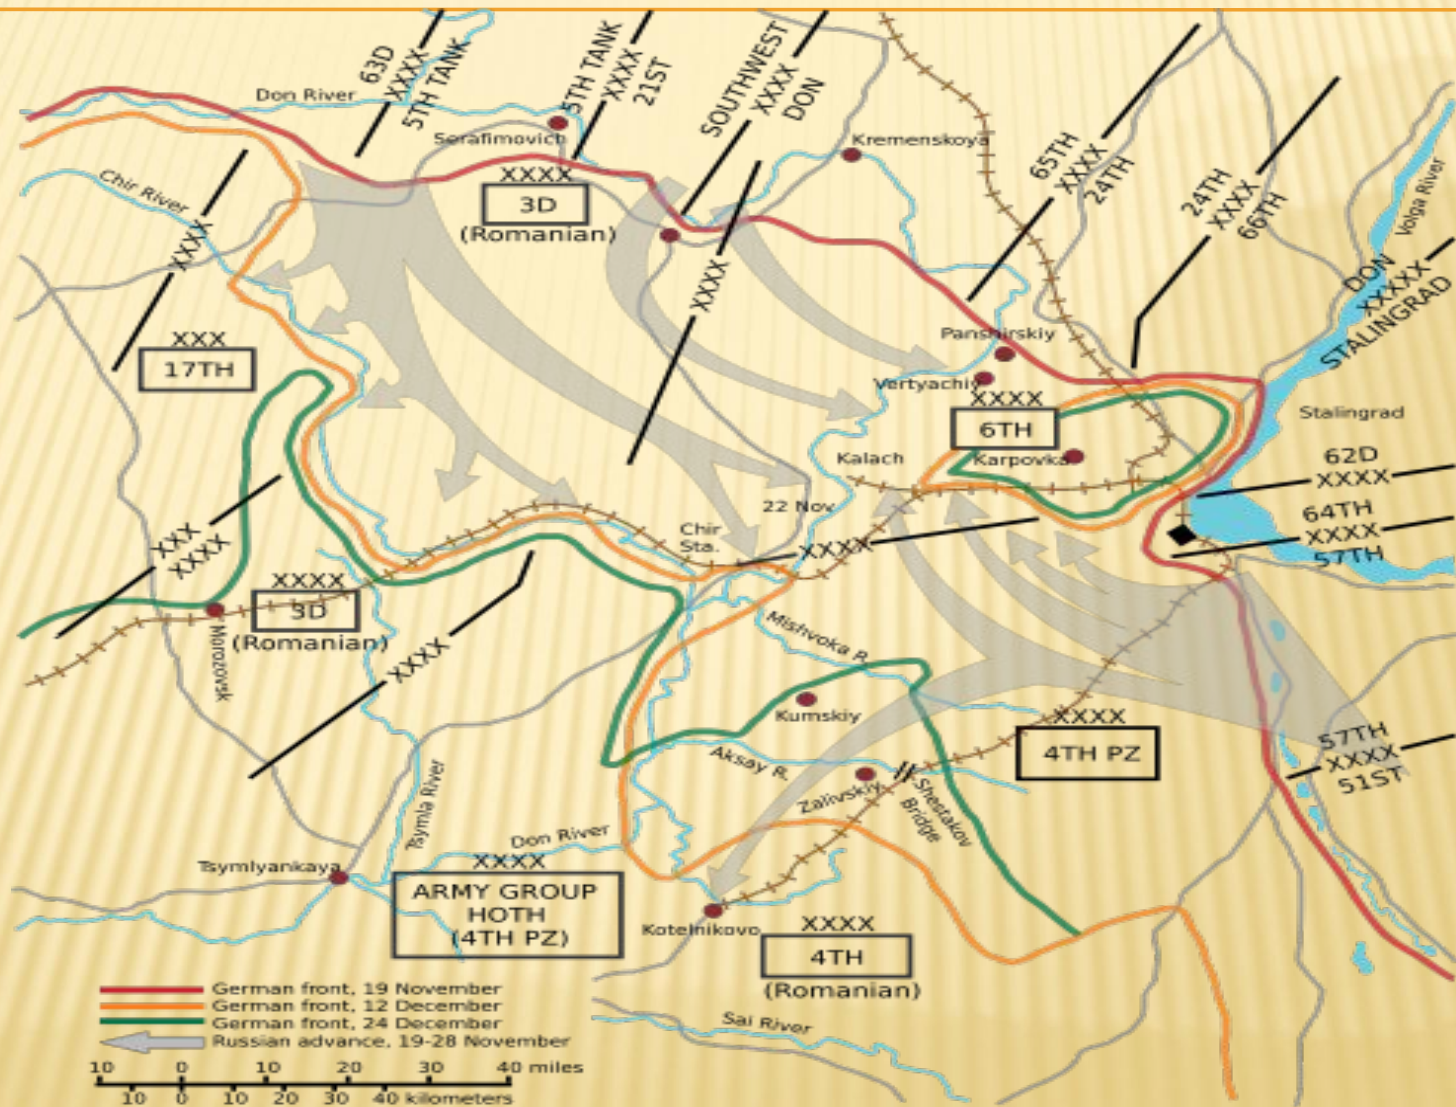 63D
XXXX
5TH TANK
5TH TANK
XXXX
21ST
SOUTHWEST
XXXX
DON
Don River
Serafimovich
Kremenskoya
65TH
XXXX
24TH
24TH
XXXX
66TH
Volga River
DON
XXXXX
STALINGRAD
Chir River
XXXX
XXXX
3D
(Romanian)
XXXX
XXX
17TH
Panshirskiy
Vertyachiy
XXXX
6TH
Stalingrad
Kalach
Karpovka
62D
XXXX
22 Nov
64TH
XXXX
57TH
Chir
Sta.
XXXX
XXX
XXXX
XXXX
3D
(Romanian)
Morozovsk
XXXX
Mishvoka R.
Kumskiy
XXXX
4TH PZ
57TH
XXXX
51ST
Aksay R.
Zalivskiy
Shestakov
Bridge
Tsymla River
Don River
Tsymlyankaya
XXXX
ARMY GROUP
HOTH
(4TH PZ)
Kotelnikovo
XXXX
4TH
(Romanian)
Sal River
German front, 19 November
German front, 12 December
German front, 24 December
Russian advance, 19-28 November
10 0 10 20 30 40 miles
10 0 10 20 30 40 kilometers